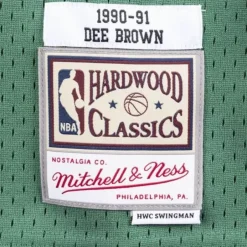 1990-91
DEE BROWN
HARDWOOD
NBA
CLASSICS
NOSTALGIA CO.
Mitchell & Ness
PHILADELPHIA, PA.
HWC SWINGMAN